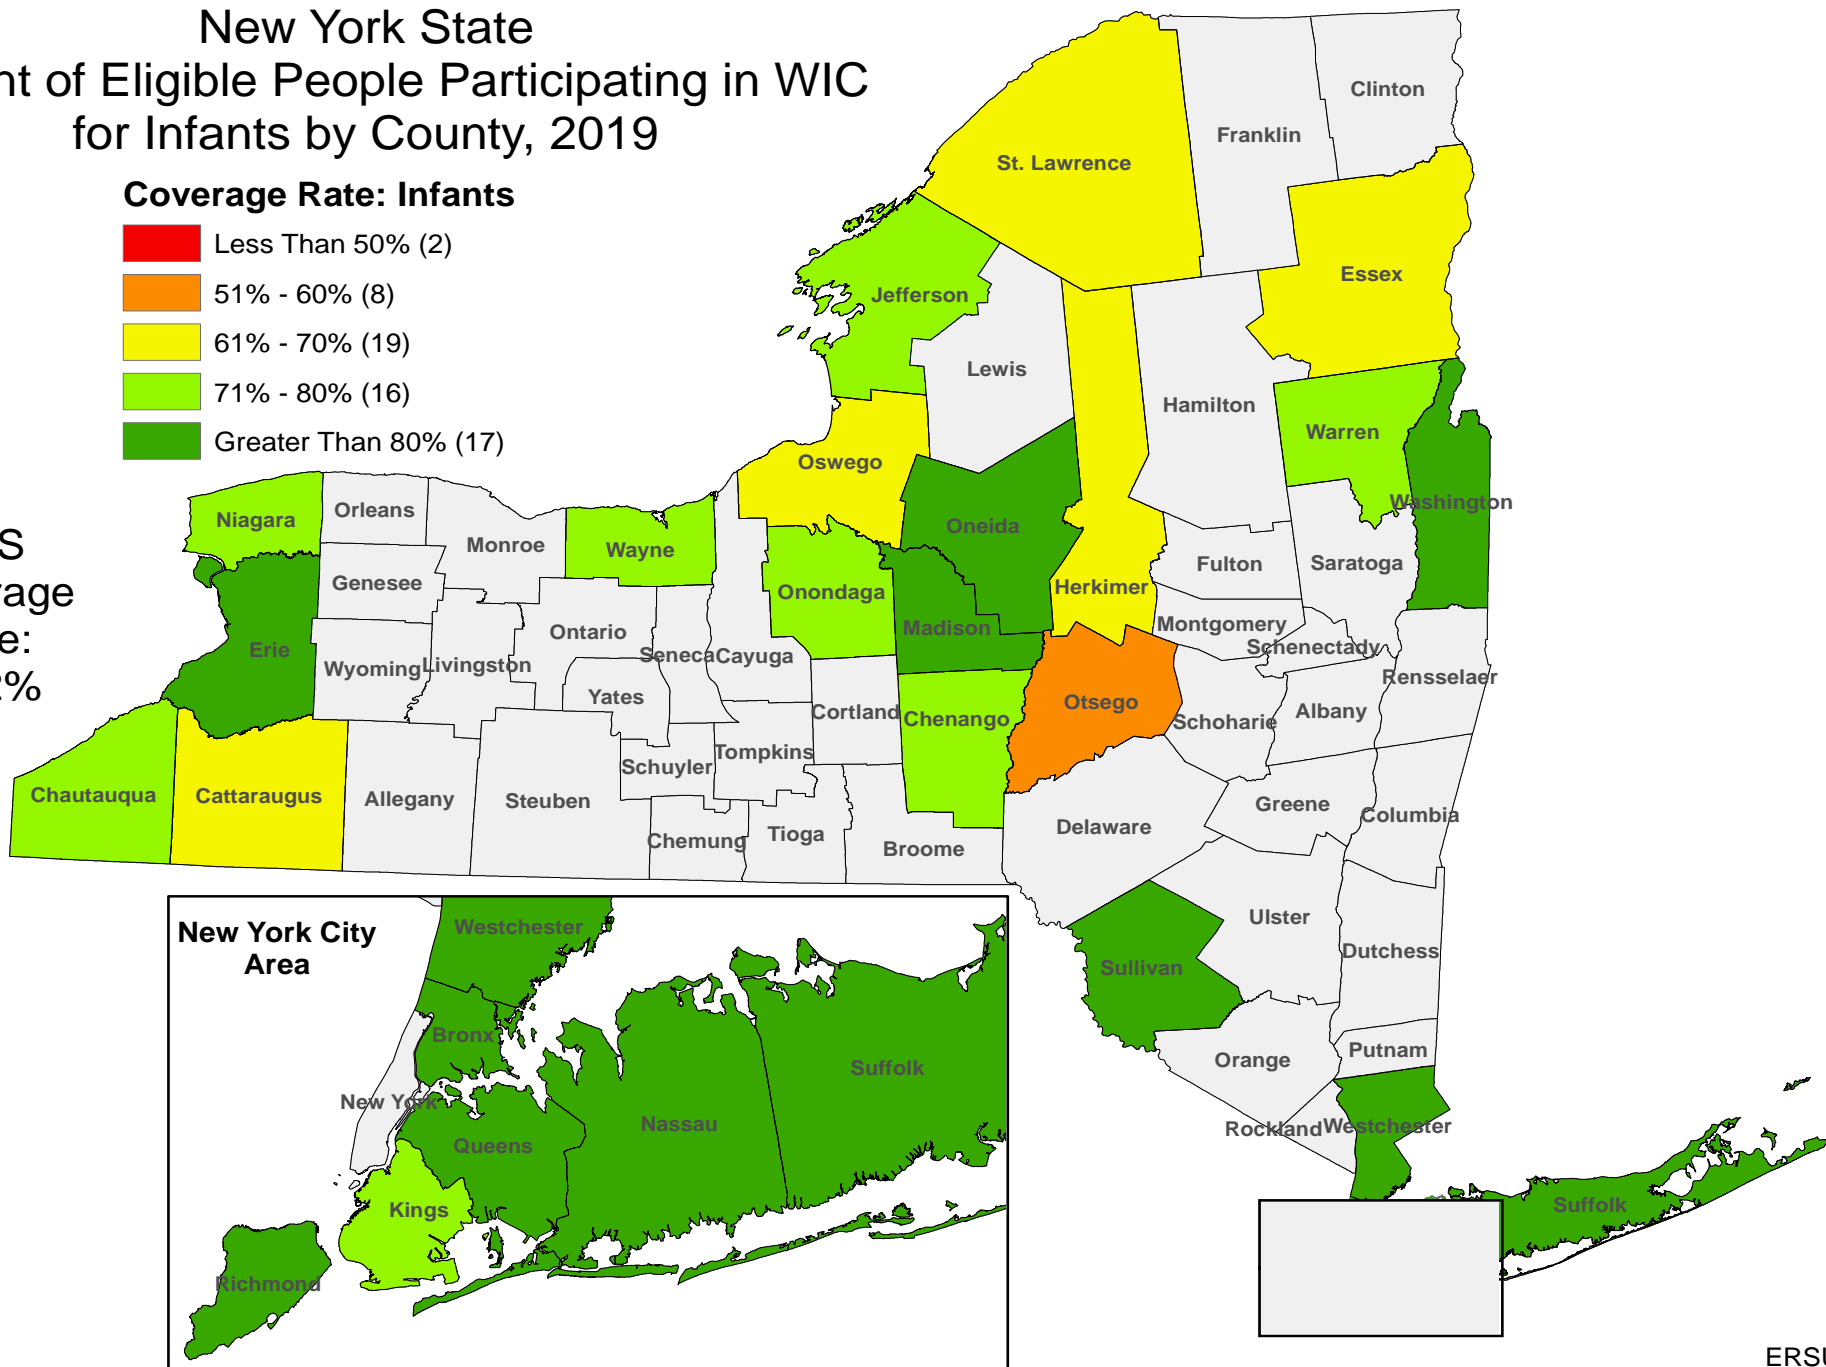 New York State
nt of Eligible People Participating in WIC
for Infants by County, 2019
Coverage Rate: Infants
Less Than 50% (2)
51% - 60% (8)
61% - 70% (19)
71% - 80% (16)
Greater Than 80% (17)
S
rage
e:
2%
Clinton
Franklin
St. Lawrence
Essex
Jefferson
Lewis
Hamilton
Warren
Oswego
Washington
Niagara
Orleans
Monroe
Wayne
Oneida
Fulton
Saratoga
Genesee
Onondaga
Herkimer
Madison
Montgomery
Schenectady
Ontario
Erie
Wyoming
Livingston
Seneca
Cayuga
Yates
Cortland
Chenango
Otsego
Schoharie
Albany
Rensselaer
Schuyler
Tompkins
Chautauqua
Cattaraugus
Allegany
Steuben
Chemung
Tioga
Broome
Delaware
Greene
Columbia
Ulster
Dutchess
Sullivan
Orange
Putnam
Rockland
Westchester
Suffolk
New York City
Area
Westchester
Bronx
New York
Queens
Nassau
Suffolk
Kings
Richmond
ERSU